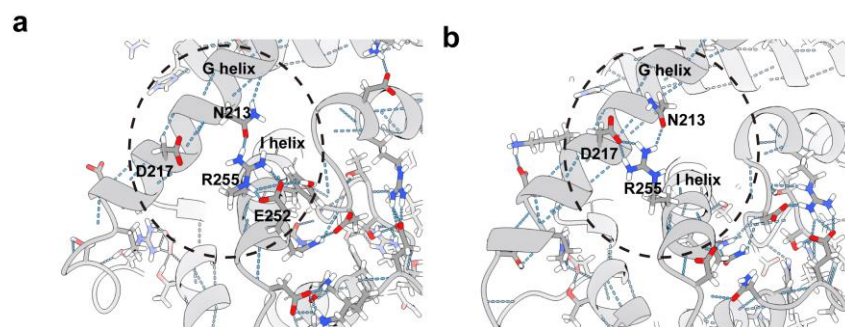 a
G helix
N213
I helix
D217
R255
E252
b
G helix
N213
D217
R255
I helix